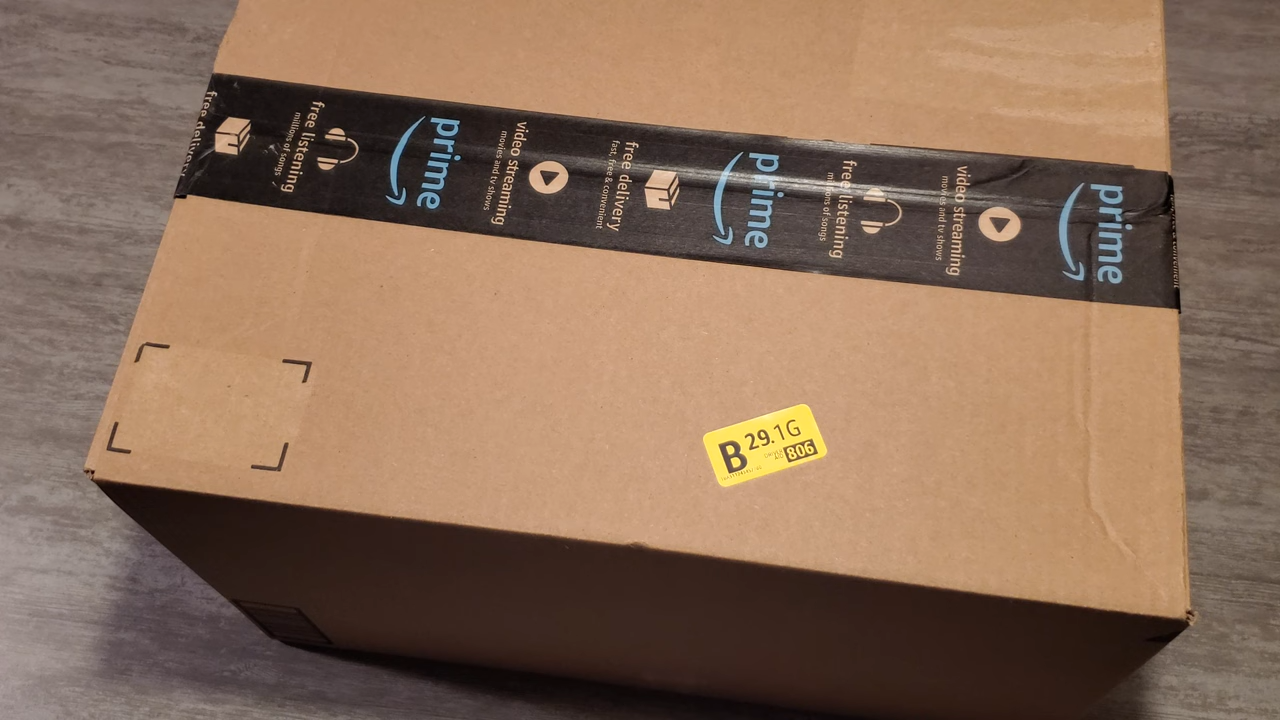 free delivery
free listening
millions of songs
prime
video streaming
movies and tv shows
free delivery
fast, free & convenient
prime
free listening
millions of songs
video streaming
movies and tv shows
prime
B 29.1G
806